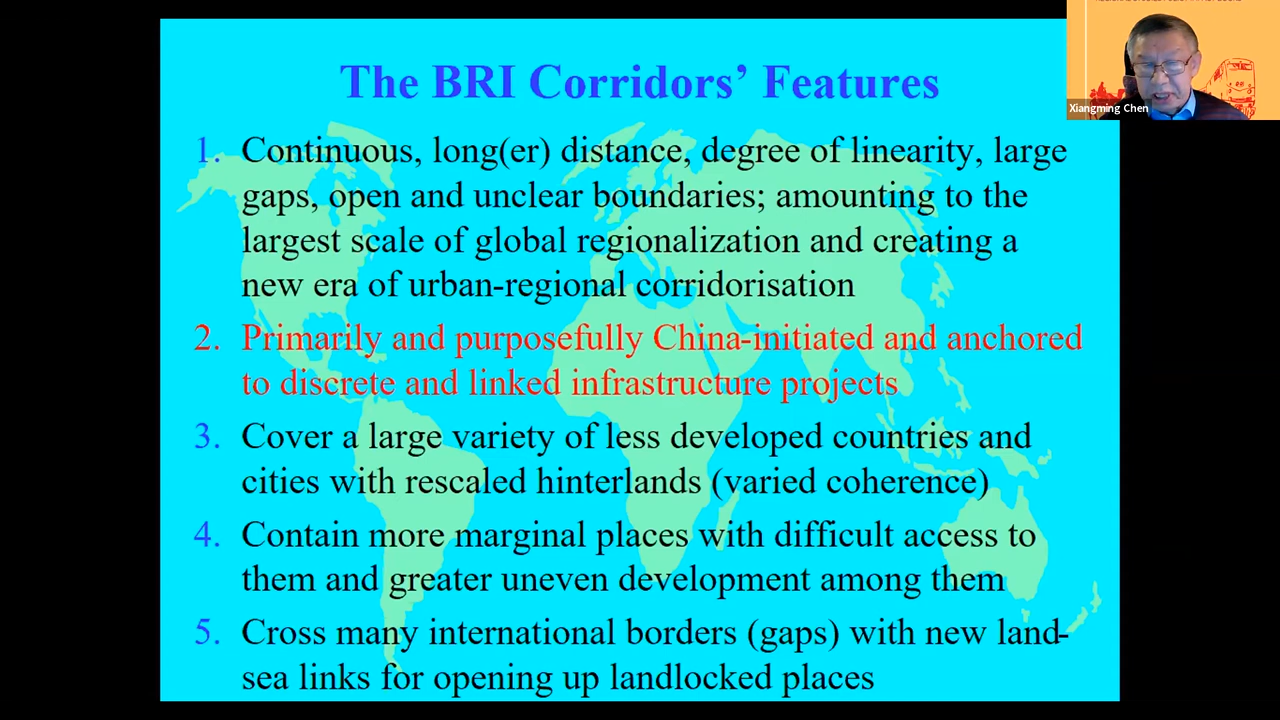 The BRI Corridors’ Features
1. Continuous, long(er) distance, degree of linearity, large
gaps, open and unclear boundaries; amounting to the
largest scale of global regionalization and creating a
new era of urban-regional corridorisation
2. Primarily and purposefully China-initiated and anchored
to discrete and linked infrastructure projects
3. Cover a large variety of less developed countries and
cities with rescaled hinterlands (varied coherence)
4. Contain more marginal places with difficult access to
them and greater uneven development among them
5. Cross many international borders (gaps) with new land-
sea links for opening up landlocked places
Xiangming Chen